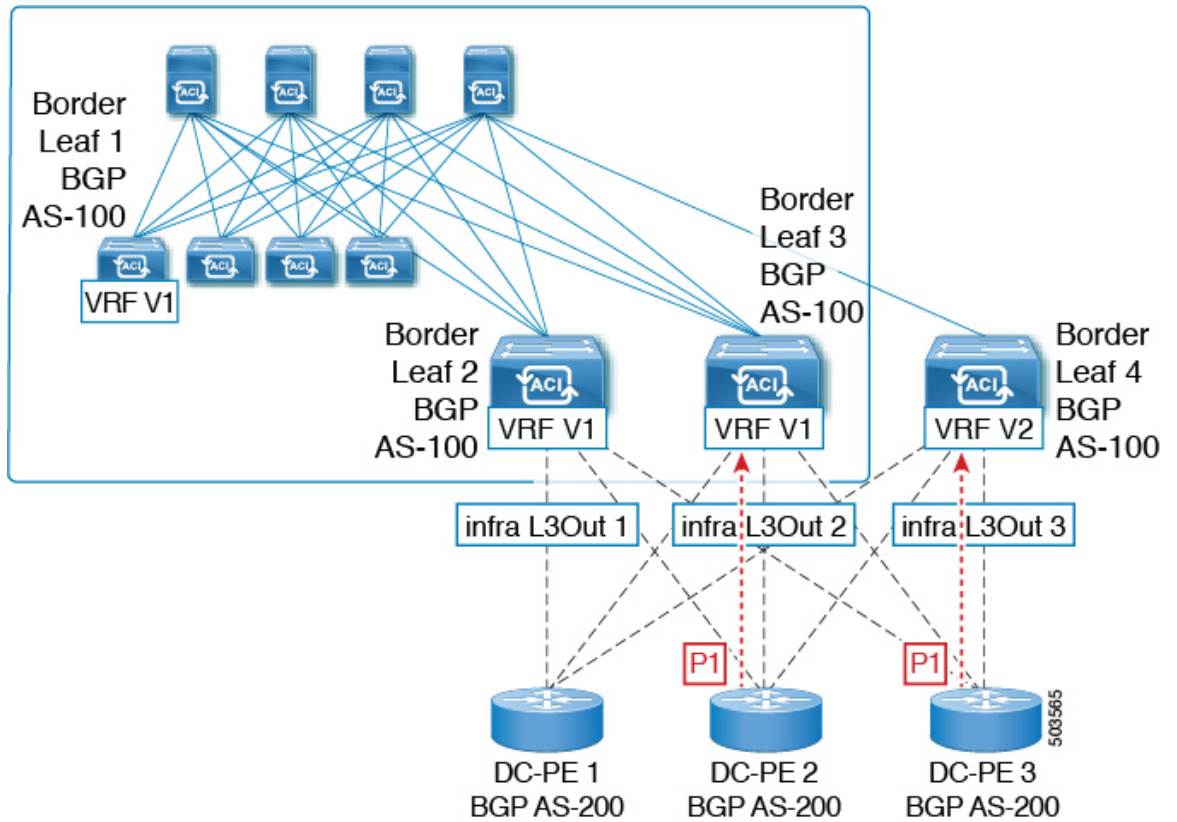 ACI
ACI
ACI
ACI
Border
Leaf 1
BGP
AS-100
ACI
ACI
ACI
ACI
VRF V1
Border
Leaf 3
BGP
AS-100
Border
Leaf 2
BGP
AS-100
ACI
VRF V1
ACI
VRF V1
ACI
VRF V2
Border
Leaf 4
BGP
AS-100
infra L3Out 1
infra L3Out 2
infra L3Out 3
P1
P1
503565
DC-PE 1
BGP AS-200
DC-PE 2
BGP AS-200
DC-PE 3
BGP AS-200